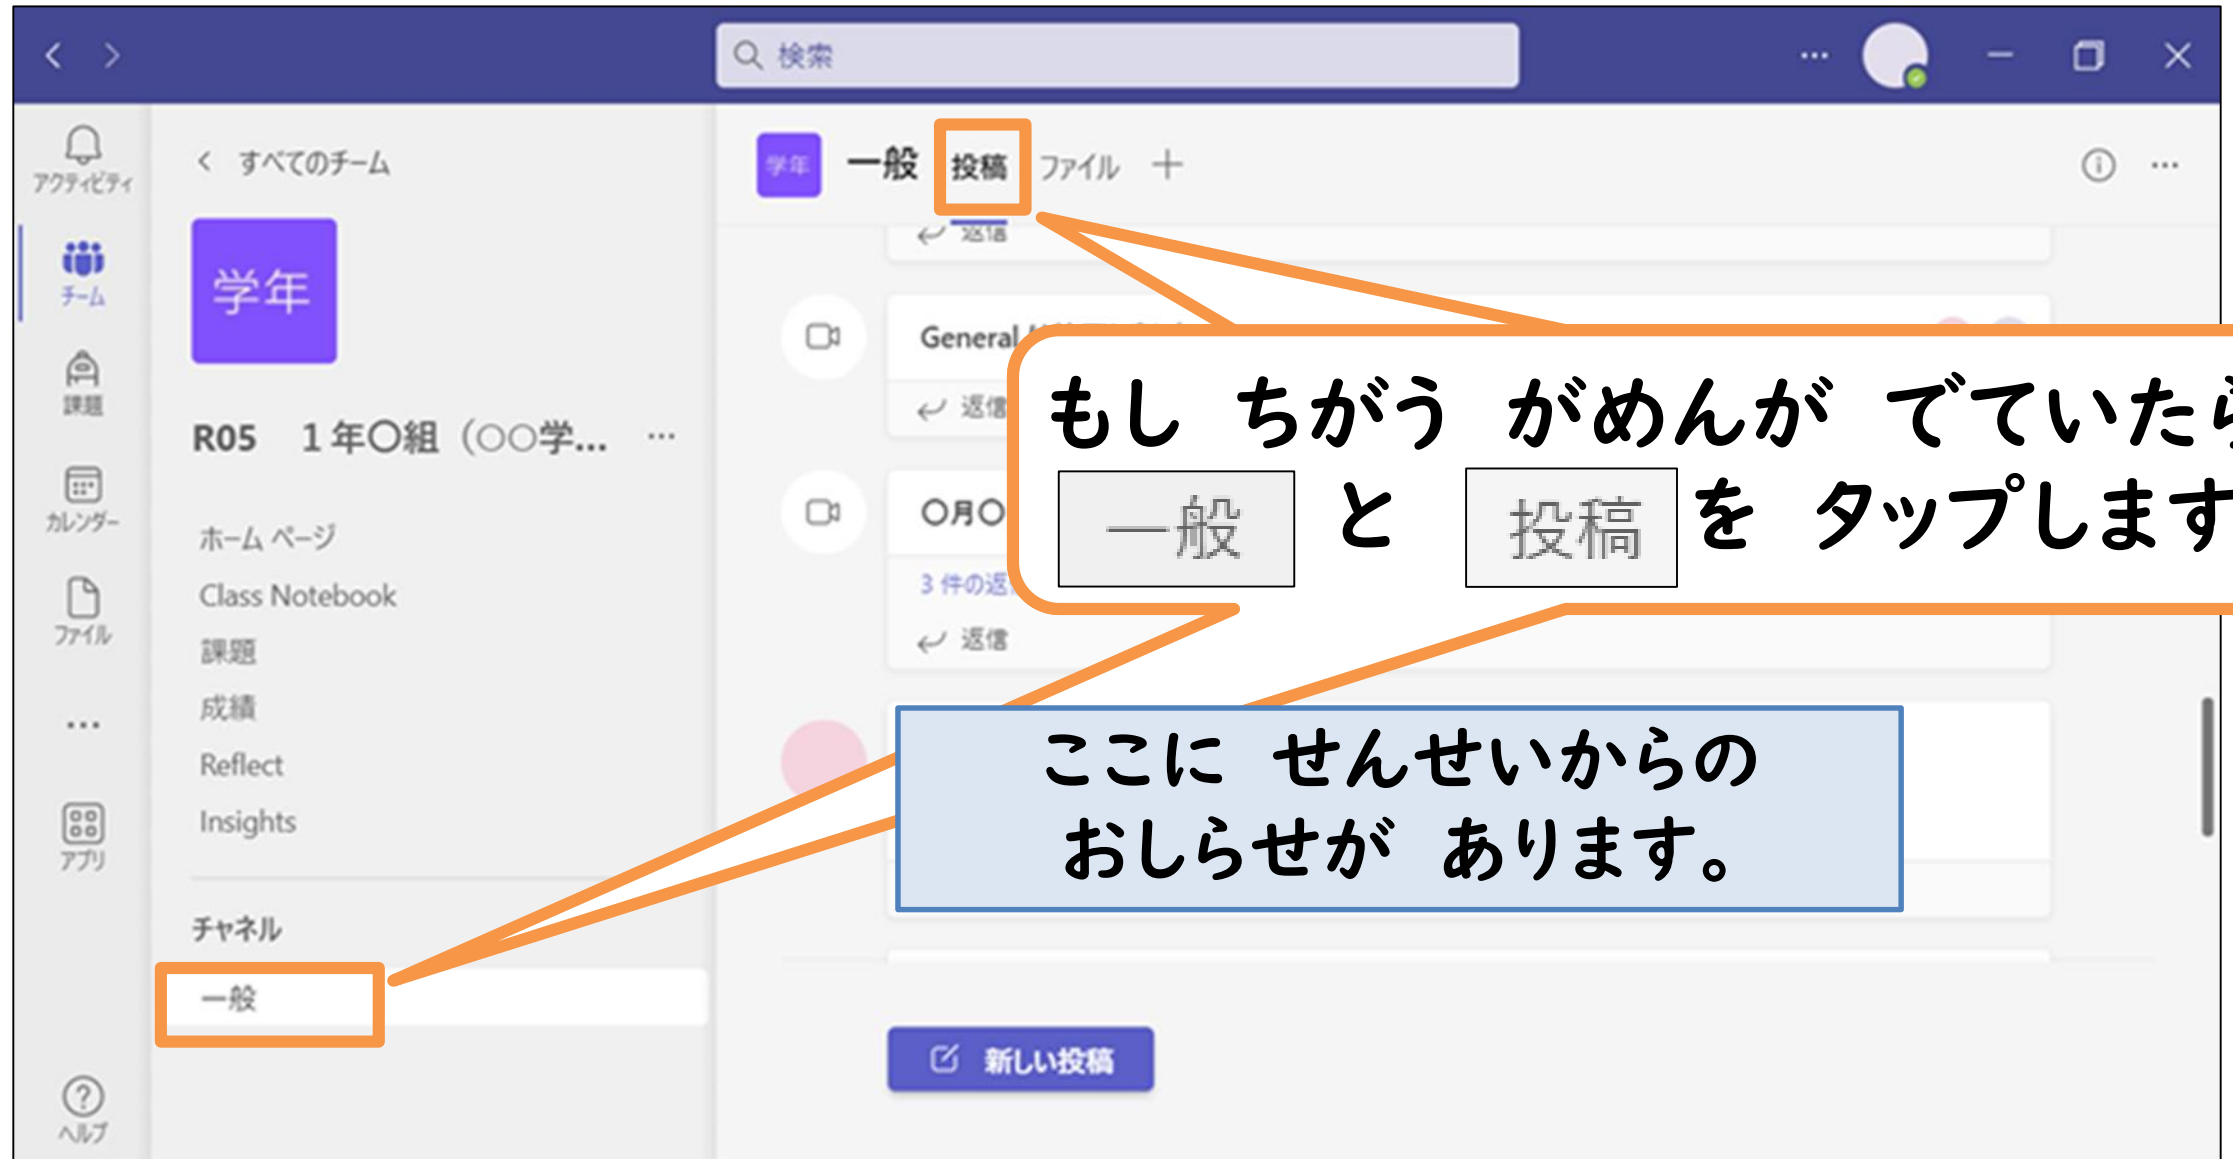 検索
アクティビティ
チーム
課題
カレンダー
ファイル
アプリ
ヘルプ
すべてのチーム
学年
R05　1年〇組（○○学...
ホーム ページ
Class Notebook
課題
成績
Reflect
Insights
チャネル
一般
学年 一般 投稿 ファイル
返信
General
返信
〇月〇
3 件の返
返信
もし ちがう がめんが でていたら
一般 と 投稿 を タップします
ここに せんせいからの
おしらせが あります。
新しい投稿